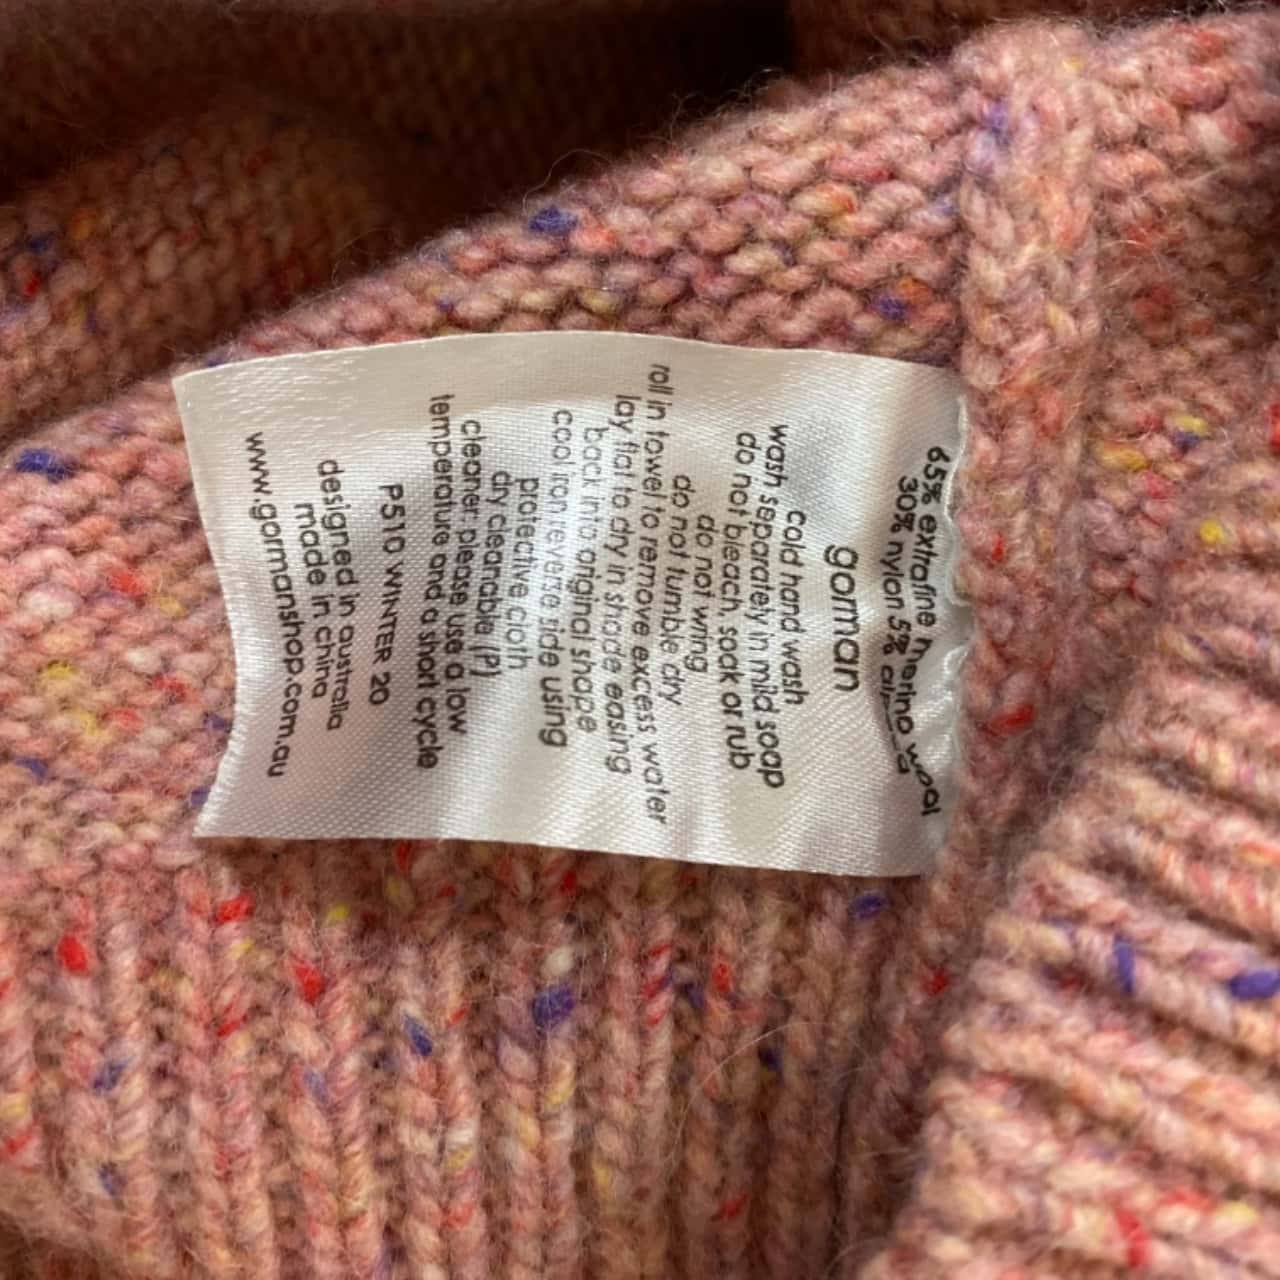 65% extrafine merino wool
30% nylon 5%
gorman
cold hand wash
wash separately in mild soap
do not bleach, soak or rub
do not wring
do not tumble dry
roll in towel to remove excess water
lay flat to dry in shade easing
back into original shape
cool iron reverse side using
protective cloth
dry cleanable (P)
cleaner: please use a low
temperature and a short cycle
PS10 WINTER 20
designed in australia
made in china
www.gormanshop.com.au